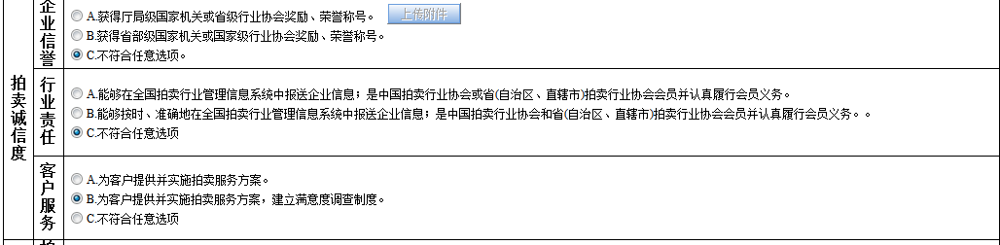 企业信誉
A.获得厅局级国家机关或省级行业协会奖励、荣誉称号。 上传附件
B.获得省部级国家机关或国家级行业协会奖励、荣誉称号。
C.不符合任意选项。
拍卖诚信度
行业责任
A.能够在全国拍卖行业管理信息系统中报送企业信息；是中国拍卖行业协会或省(自治区、直辖市)拍卖行业协会会员并认真履行会员义务。
B.能够按时、准确地在全国拍卖行业管理信息系统中报送企业信息；是中国拍卖行业协会和省(自治区、直辖市)拍卖行业协会会员并认真履行会员义务。。
C.不符合任意选项
客户服务
A.为客户提供并实施拍卖服务方案。
B.为客户提供并实施拍卖服务方案，建立满意度调查制度。
C.不符合任意选项